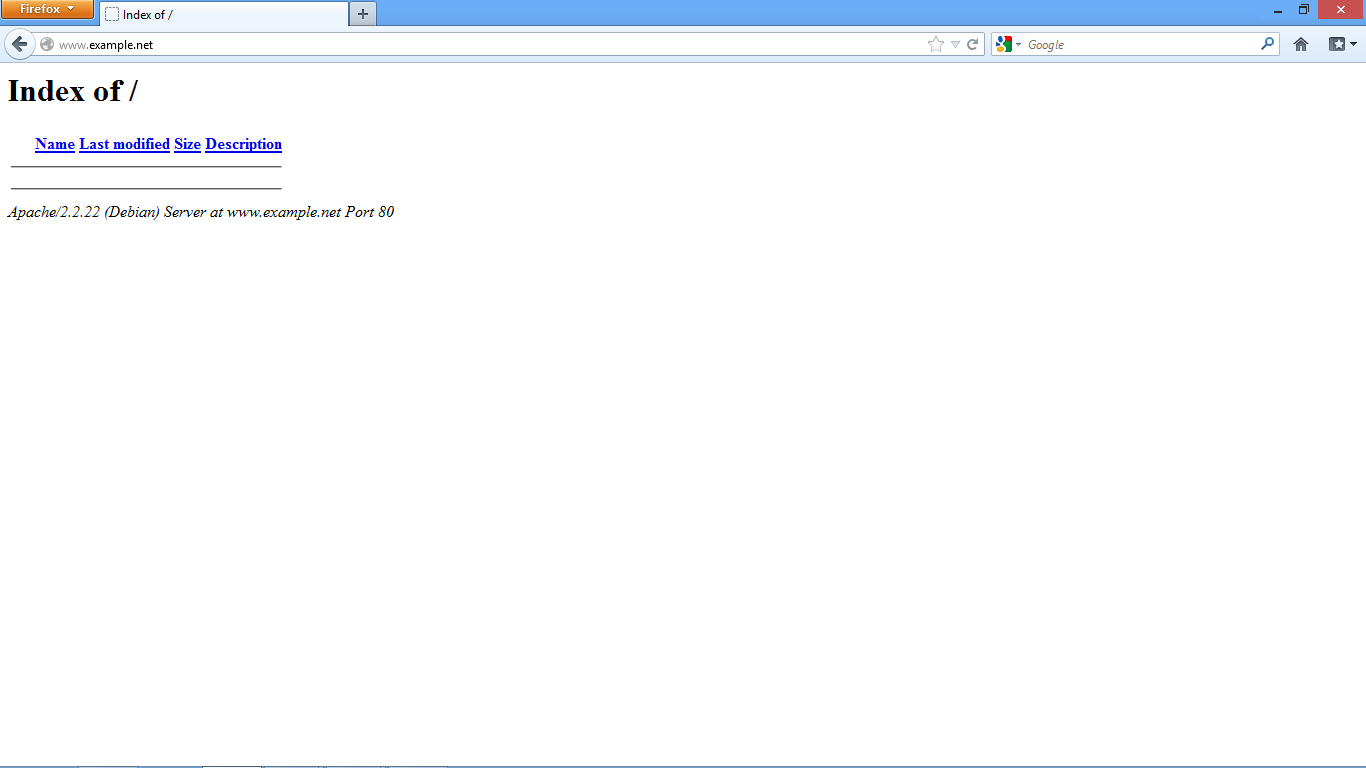 Firefox
Index of /
www.example.net
Google
Index of /
Name Last modified Size Description
Apache/2.2.22 (Debian) Server at www.example.net Port 80